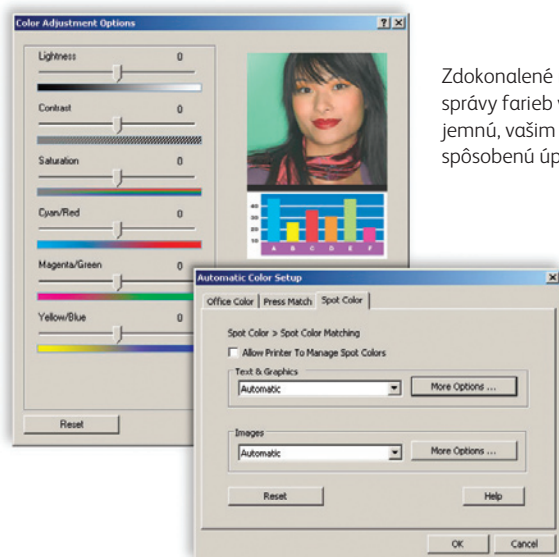 Color Adjustment Options
Lightness 0
Contrast 0
Saturation 0
Cyan/Red 0
Magenta/Green 0
Yellow/Blue 0
Reset
40
30
20
10
A B C D E F
Zdokonalené
správy farieb
jemnú, vašim
spôsobenú
Automatic Color Setup
Office Color Press Match Spot Color
Spot Color > Spot Color Matching
Allow Printer To Manage Spot Colors
Text & Graphics
Automatic More Options ...
Images
Automatic More Options ...
Reset Help
OK Cancel